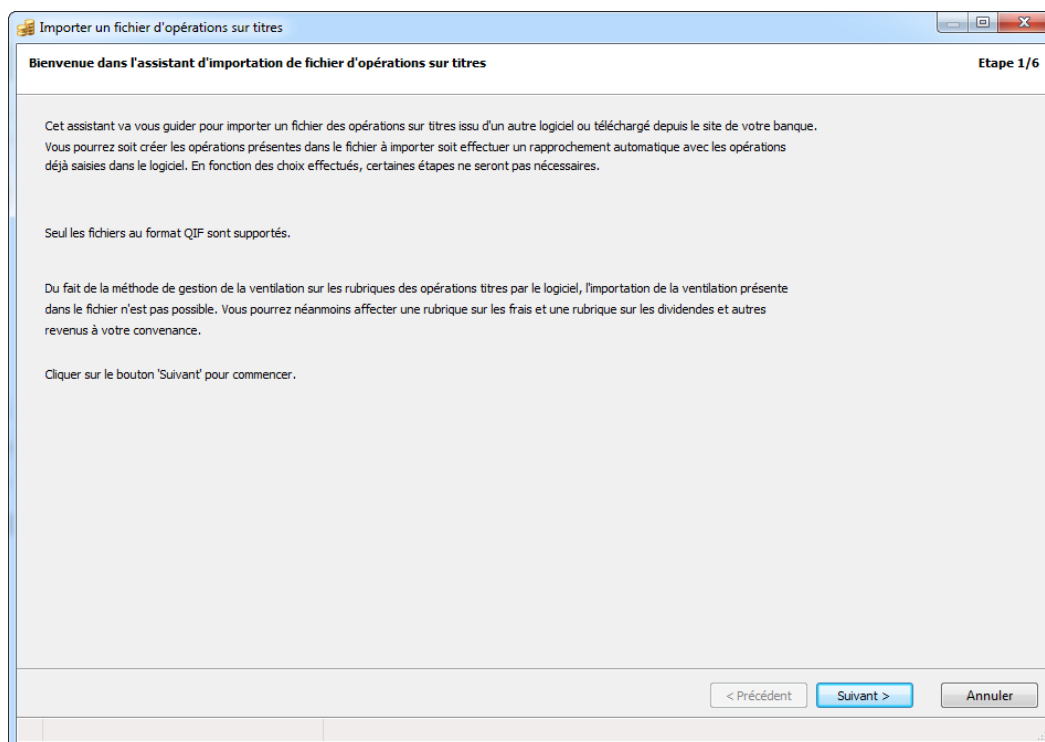 Importer un fichier d'opérations sur titres
Bienvenue dans l'assistant d'importation de fichier d'opérations sur titres
Etape 1/6
Cet assistant va vous guider pour importer un fichier des opérations sur titres issu d'un autre logiciel ou téléchargé depuis le site de votre banque.
Vous pourrez soit créer les opérations présentes dans le fichier à importer soit effectuer un rapprochement automatique avec les opérations
déjà saisies dans le logiciel. En fonction des choix effectués, certaines étapes ne seront pas nécessaires.
Seul les fichiers au format QIF sont supportés.
Du fait de la méthode de gestion de la ventilation sur les rubriques des opérations titres par le logiciel, l'importation de la ventilation présente
dans le fichier n'est pas possible. Vous pourrez néanmoins affecter une rubrique sur les frais et une rubrique sur les dividendes et autres
revenus à votre convenance.
Cliquer sur le bouton 'Suivant' pour commencer.
< Précédent
Suivant >
Annuler